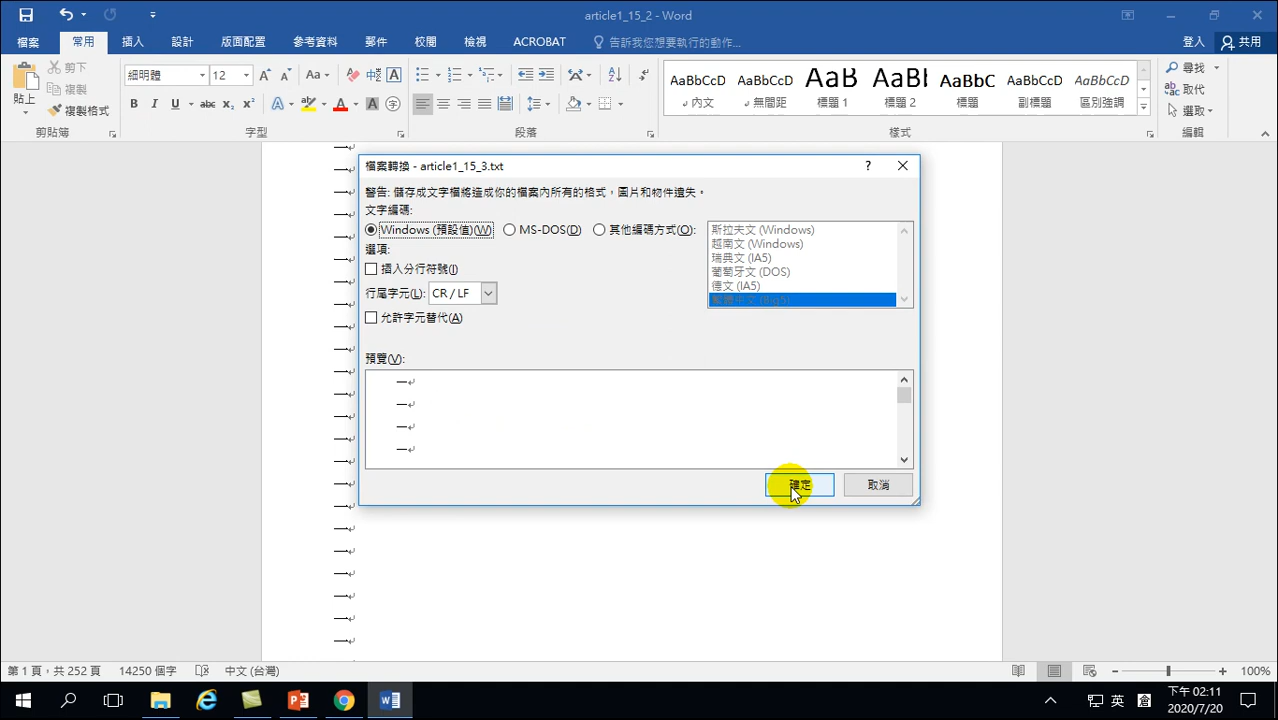 article1_15_2 - Word
檔案 常用 插入 設計 版面配置 參考資料 郵件 校閱 檢視 ACROBAT 告訴我您想要執行的動作... 登入 共用
貼上 剪下 複製 複製格式
細明體 12 Aa
AaBbCcD AaBbCcD AaB AaBl AaBbC AaBbCcD AaBbCcD
內文 無間距 標題 1 標題 2 標題 副標題 區別強調
尋找 取代 選取
剪貼簿 字型 段落 樣式 編輯
檔案轉換 - article1_15_3.txt
警告: 儲存成文字檔將造成你的檔案內所有的格式，圖片和物件遺失。
文字編碼:
Windows (預設值)(W) MS-DOS(D) 其他編碼方式(O):
斯拉夫文 (Windows)
越南文 (Windows)
瑞典文 (IA5)
葡萄牙文 (DOS)
德文 (IA5)
繁體中文 (Big5)
選項:
插入分行符號(I)
行尾字元(L): CR / LF
允許字元替代(A)
預覽(V):
一
一
一
一
確定 取消
第 1 頁，共 252 頁 14250 個字 中文 (台灣) 100%
英 下午 02:11
2020/7/20